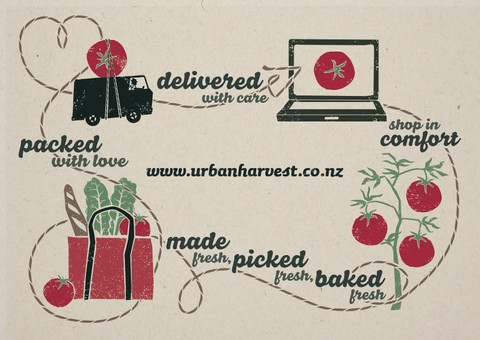 delivered
with care
shop in
comfort
packed
with love
www.urbanharvest.co.nz
made
fresh, picked
fresh, baked
fresh